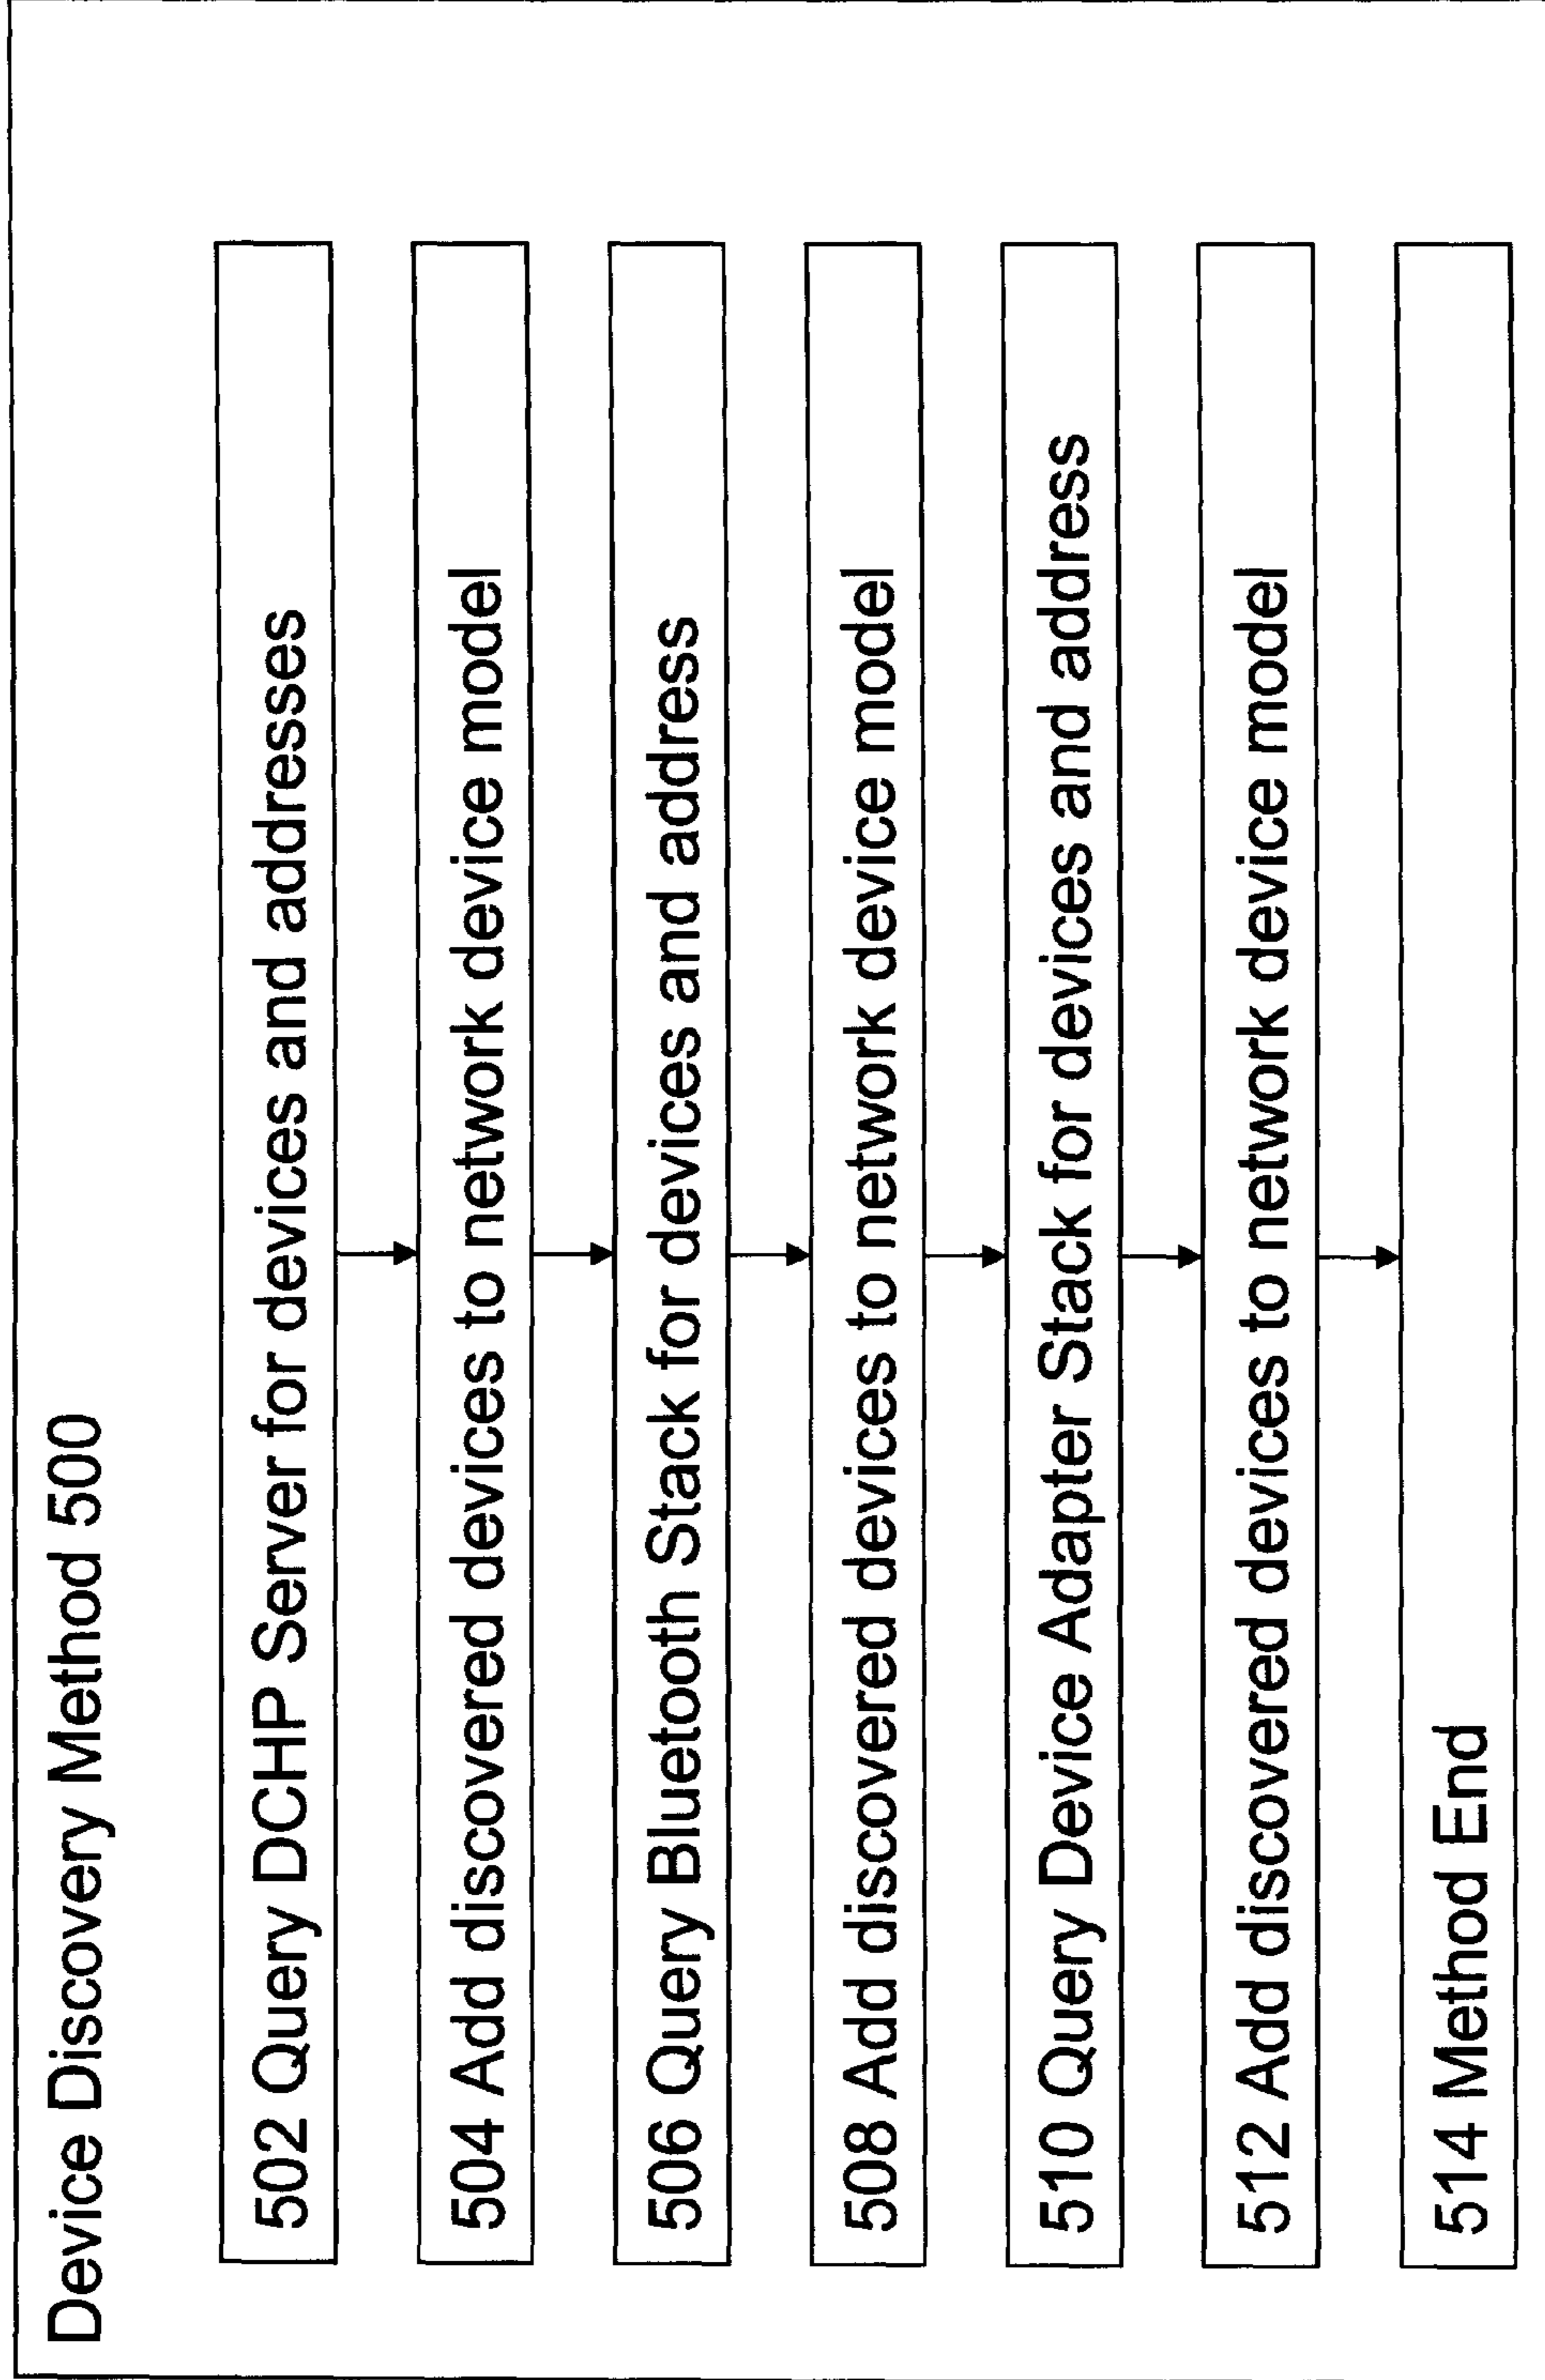 Device Discovery Method 500
502 Query DCHP Server for devices and addresses
504 Add discovered devices to network device model
506 Query Bluetooth Stack for devices and address
508 Add discovered devices to network device model
510 Query Device Adapter Stack for devices and address
512 Add discovered devices to network device model
514 Method End